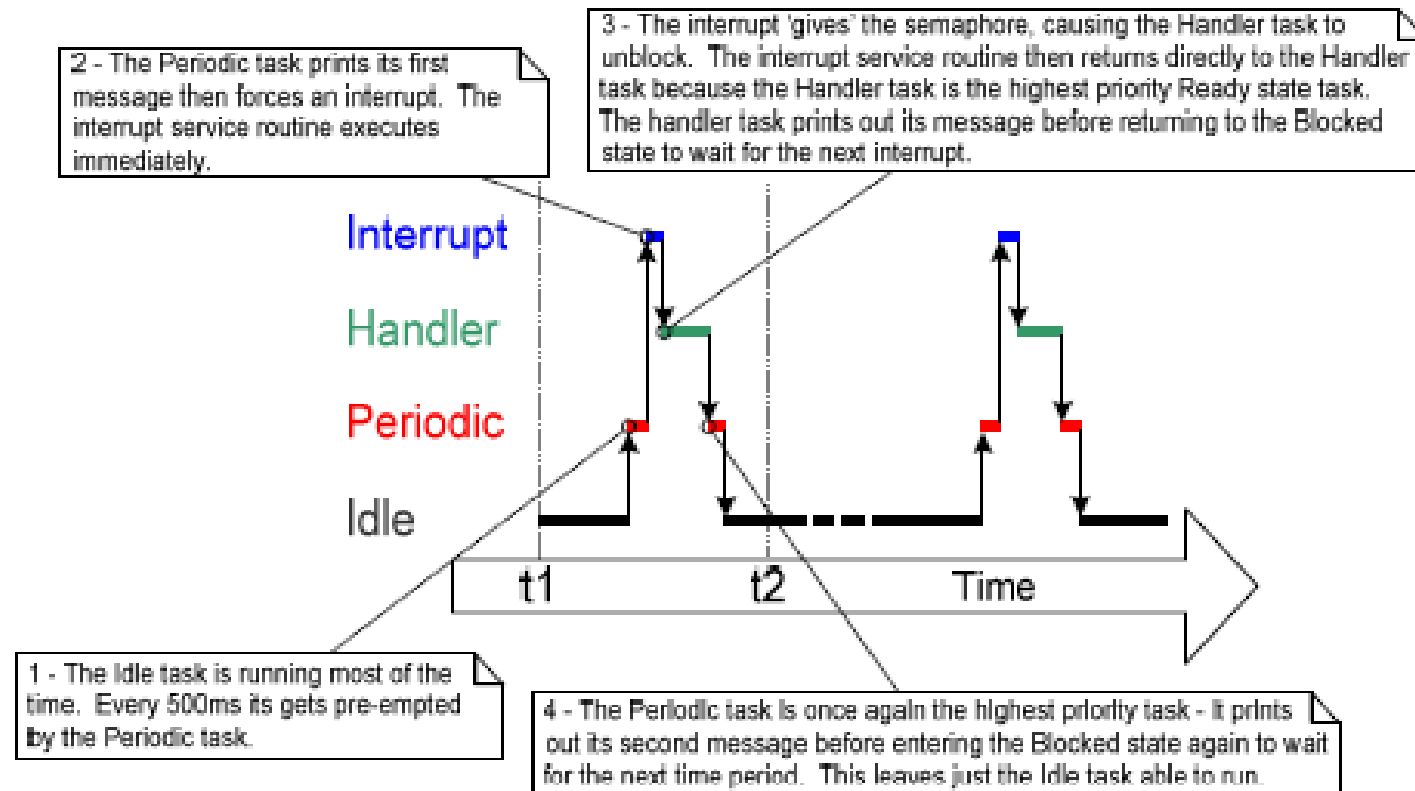 2 - The Periodic task prints its first
message then forces an interrupt. The
interrupt service routine executes
immediately.
3 - The interrupt 'gives' the semaphore, causing the Handler task to
unblock. The interrupt service routine then returns directly to the Handler
task because the Handler task is the highest priority Ready state task.
The handler task prints out its message before returning to the Blocked
state to wait for the next interrupt.
Interrupt
Handler
Periodic
Idle
t1
t2
Time
1 - The Idle task is running most of the
time. Every 500ms its gets pre-empted
by the Periodic task.
4 - The Periodic task is once again the highest priority task - it prints
out its second message before entering the Blocked state again to wait
for the next time period. This leaves just the Idle task able to run.